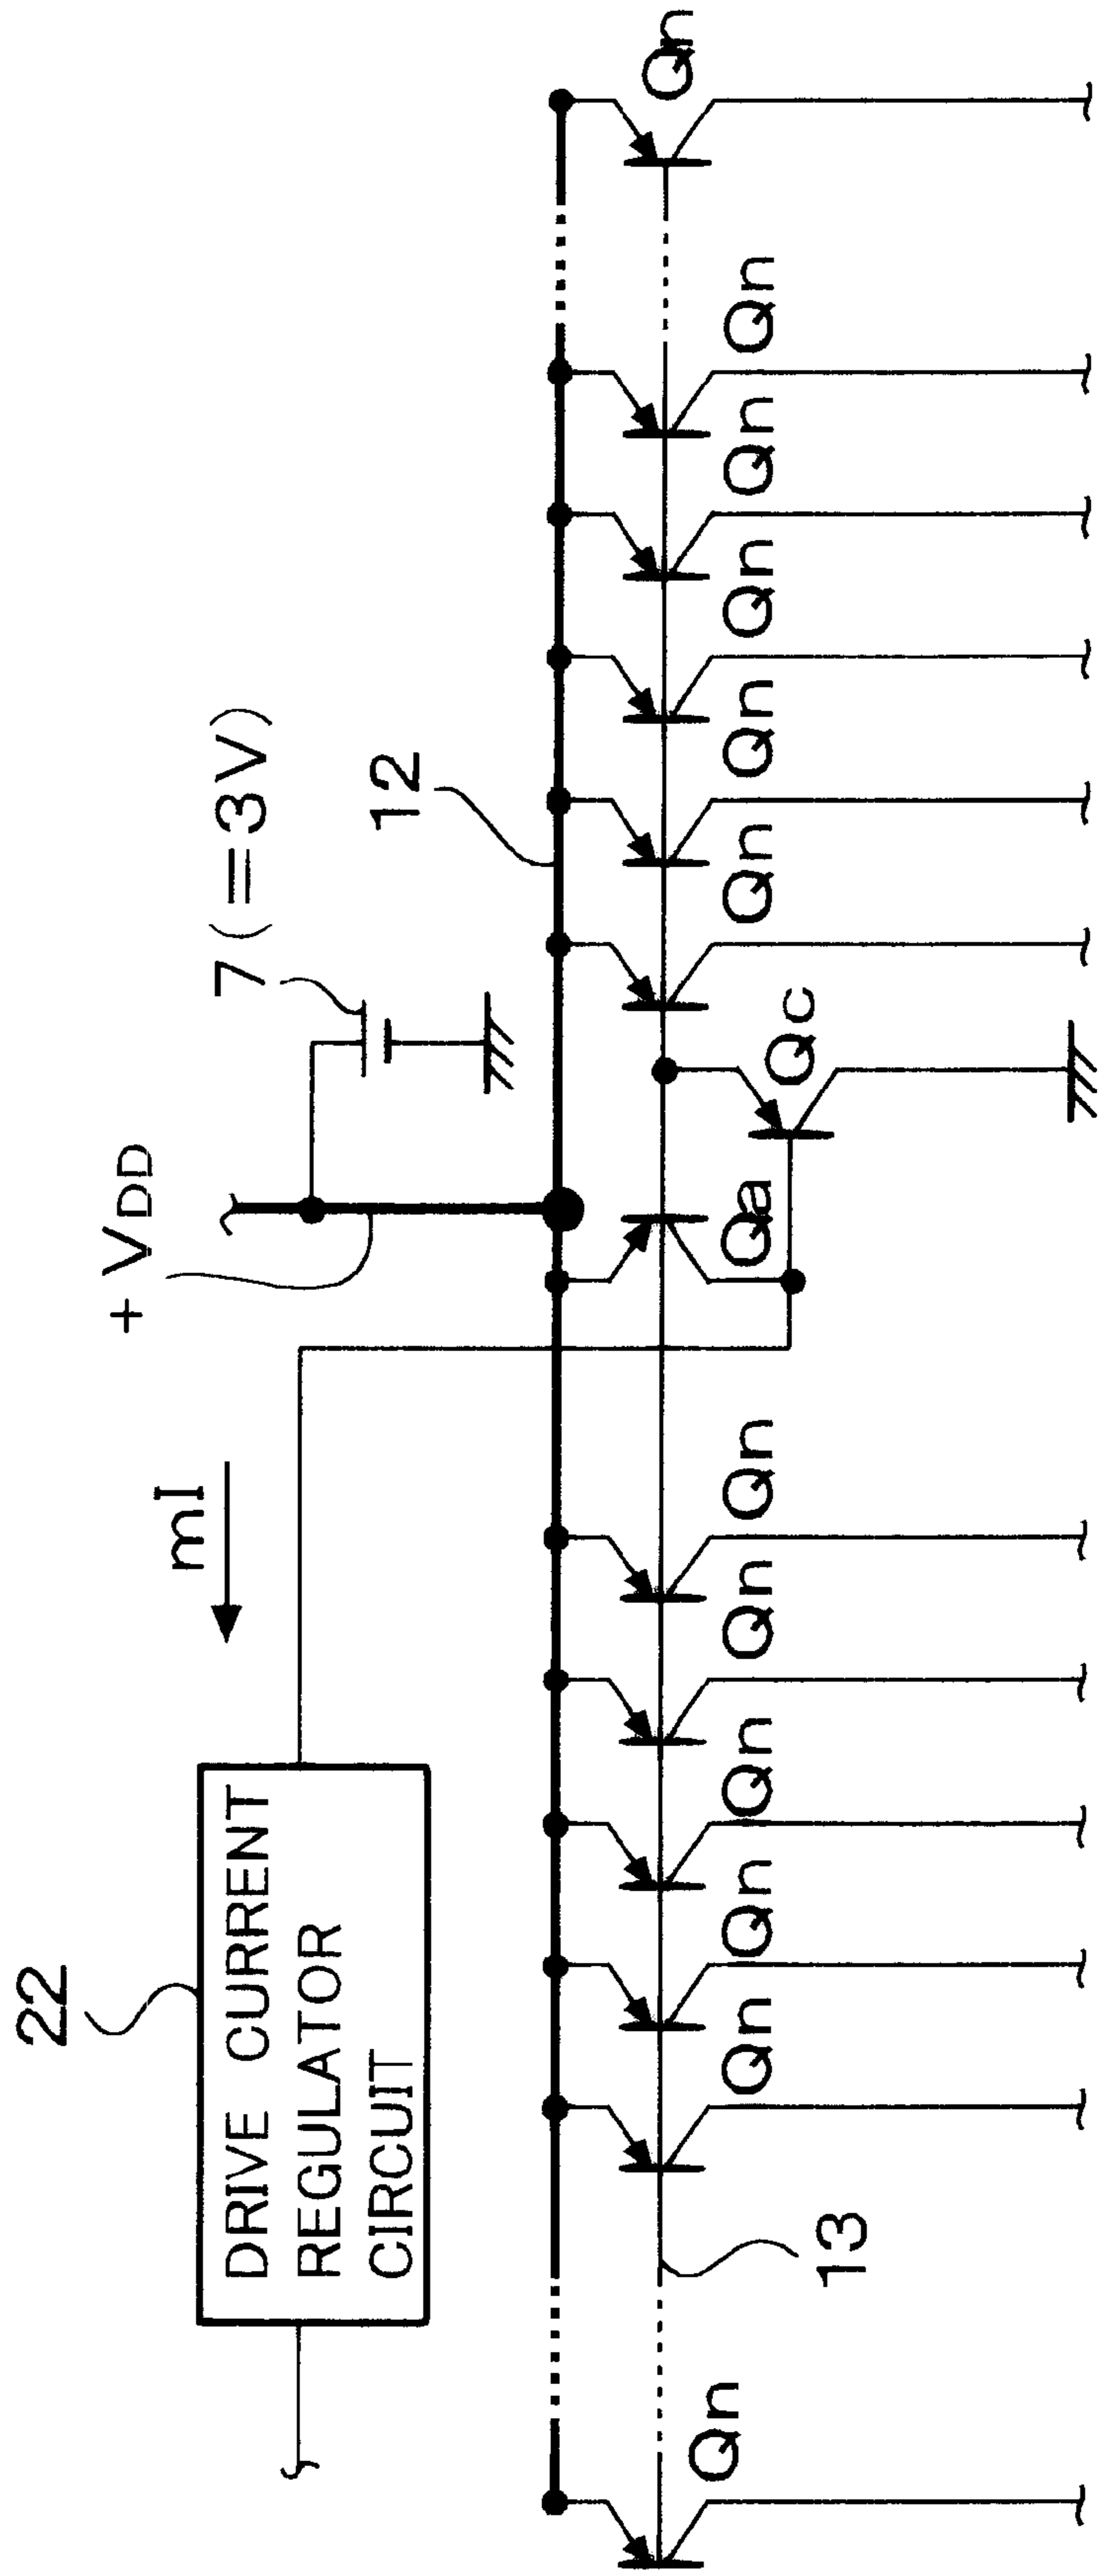 22
DRIVE CURRENT
REGULATOR
CIRCUIT
mI
+ VDD
7 (=3V)
12
Qn
Qn
Qn
Qn
Qn
Qn
Qa
Qc
Qn
Qn
Qn
Qn
Qn
Qn
13